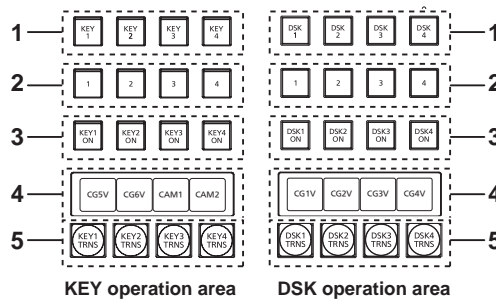 1 KEY 1 KEY 2 KEY 3 KEY 4 DSK 1 DSK 2 DSK 3 DSK 4 1
2 1 2 3 4 1 2 3 4 2
3 KEY1 ON KEY2 ON KEY3 ON KEY4 ON DSK1 ON DSK2 ON DSK3 ON DSK4 ON 3
4 CG5V CG6V CAM1 CAM2 CG1V CG2V CG3V CG4V 4
5 KEY1 TRNS KEY2 TRNS KEY3 TRNS KEY4 TRNS DSK1 TRNS DSK2 TRNS DSK3 TRNS DSK4 TRNS 5
KEY operation area DSK operation area